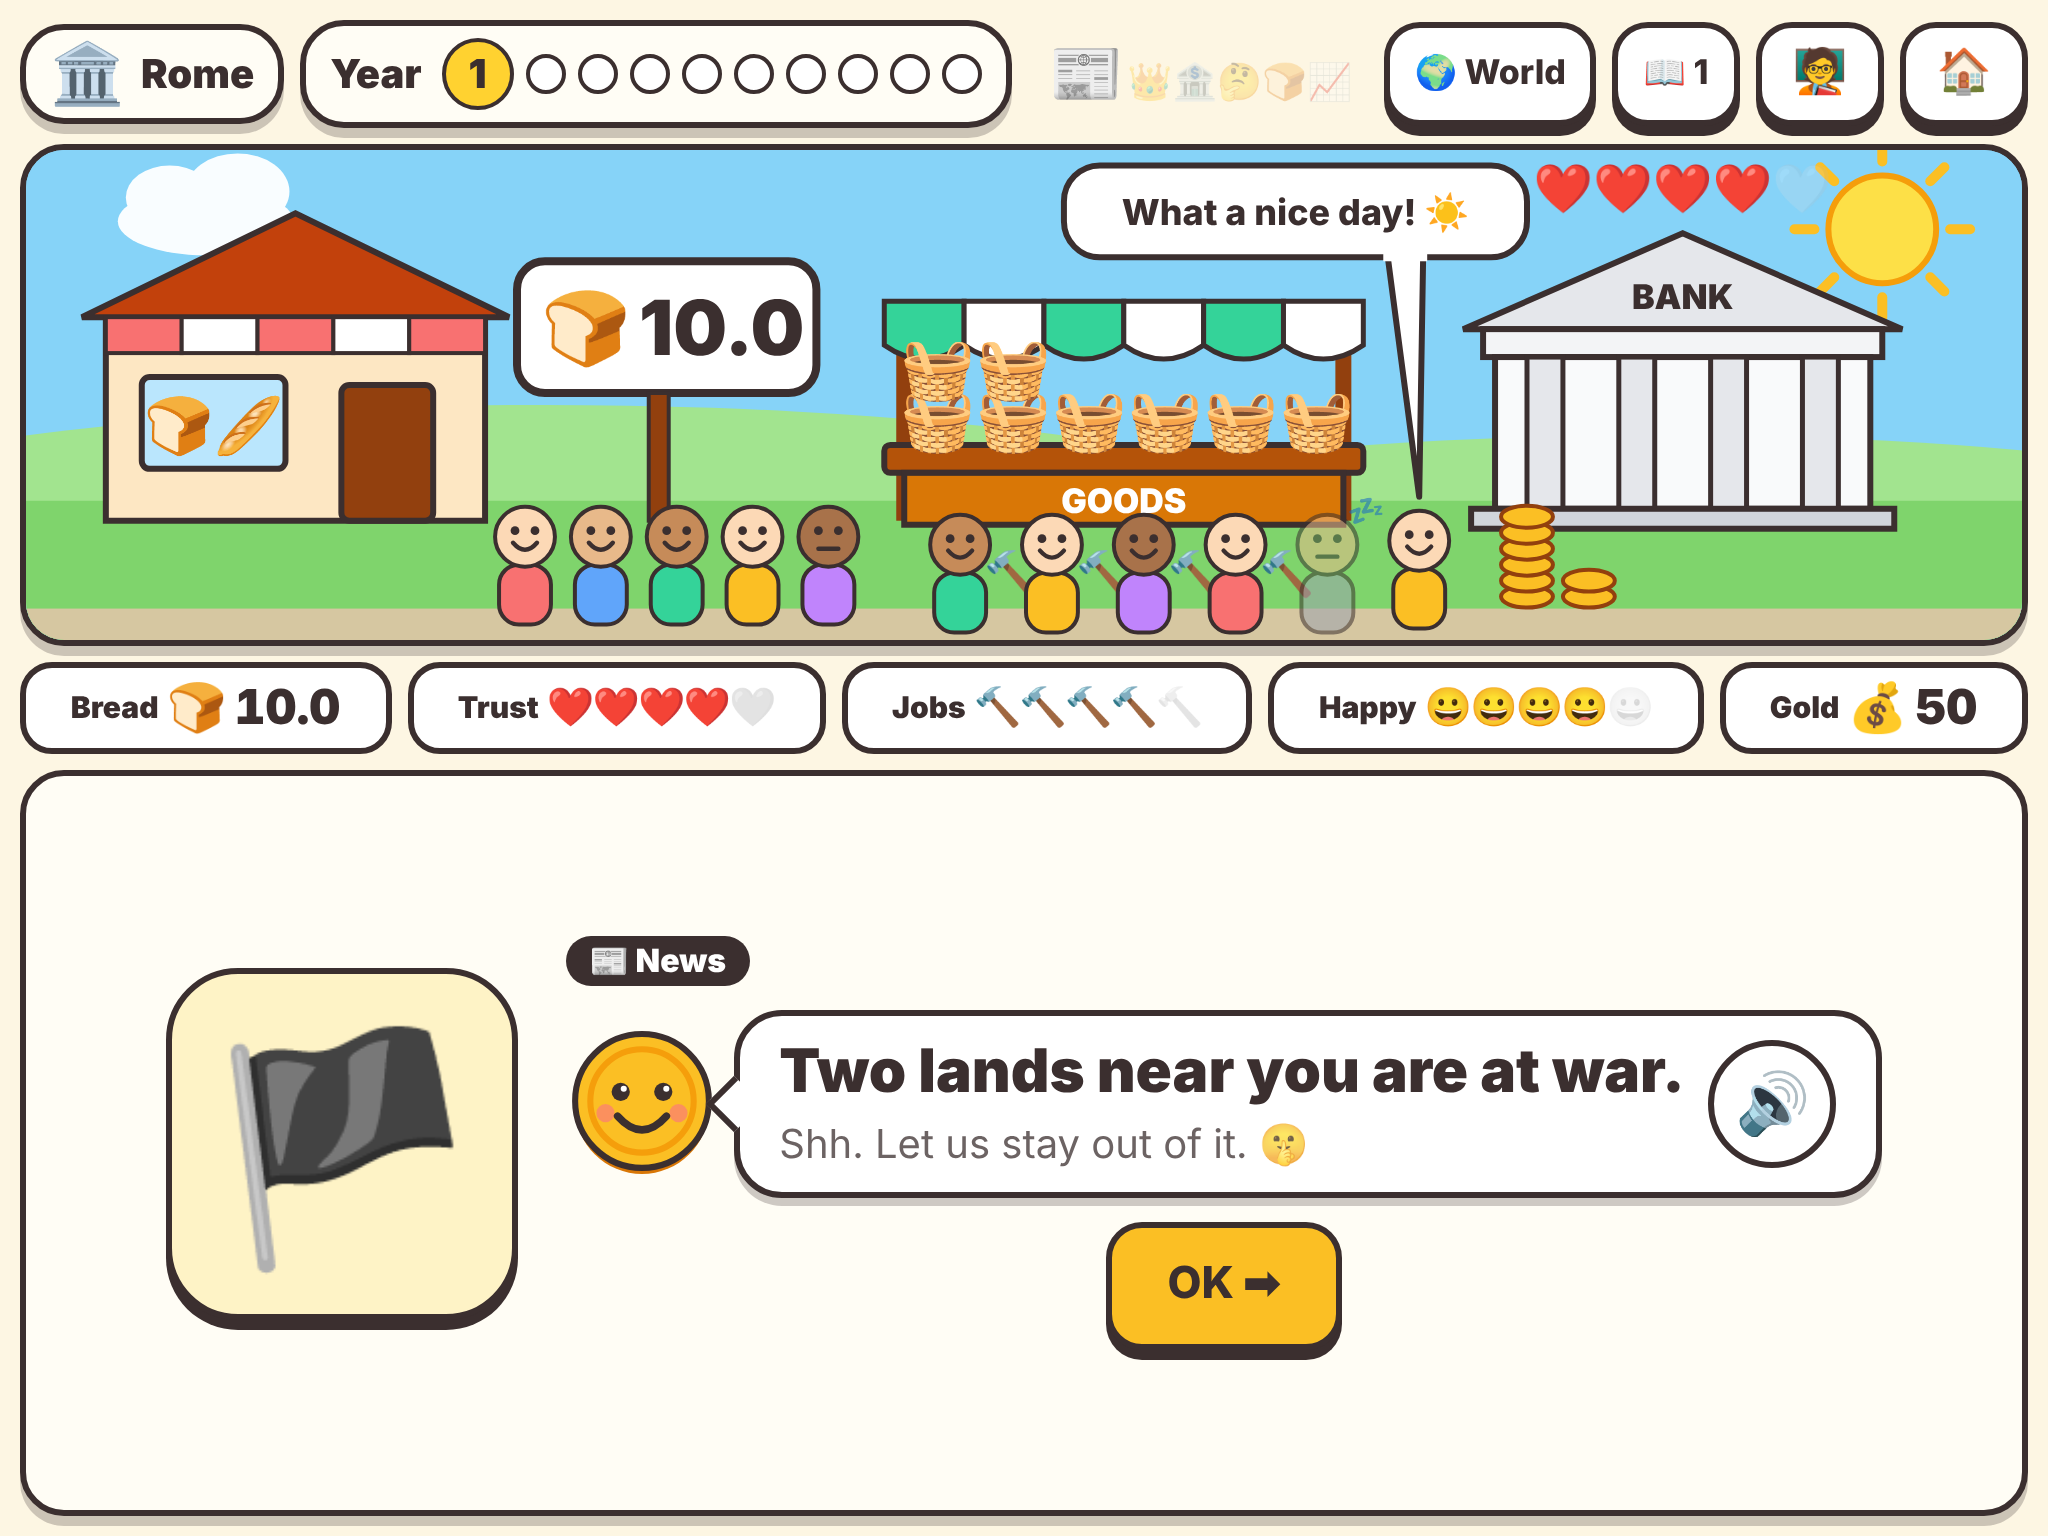 Rome
Year 1
World
1
What a nice day!
10.0
BANK
GOODS
zzz
Bread 10.0
Trust
Jobs
Happy
Gold 50
News
Two lands near you are at war.
Shh. Let us stay out of it.
OK